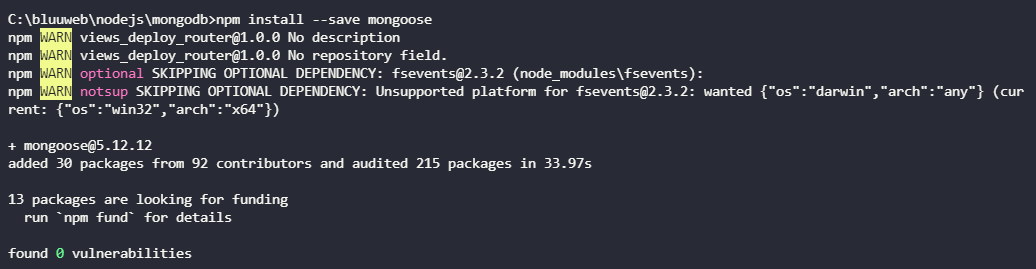 C:\bluuweb\nodejs\mongodb>npm install --save mongoose
npm WARN views_deploy_router@1.0.0 No description
npm WARN views_deploy_router@1.0.0 No repository field.
npm WARN optional SKIPPING OPTIONAL DEPENDENCY: fsevents@2.3.2 (node_modules\fsevents):
npm WARN notsup SKIPPING OPTIONAL DEPENDENCY: Unsupported platform for fsevents@2.3.2: wanted {"os":"darwin","arch":"any"} (cur
rent: {"os":"win32","arch":"x64"})
+ mongoose@5.12.12
added 30 packages from 92 contributors and audited 215 packages in 33.97s
13 packages are looking for funding
  run `npm fund` for details
found 0 vulnerabilities